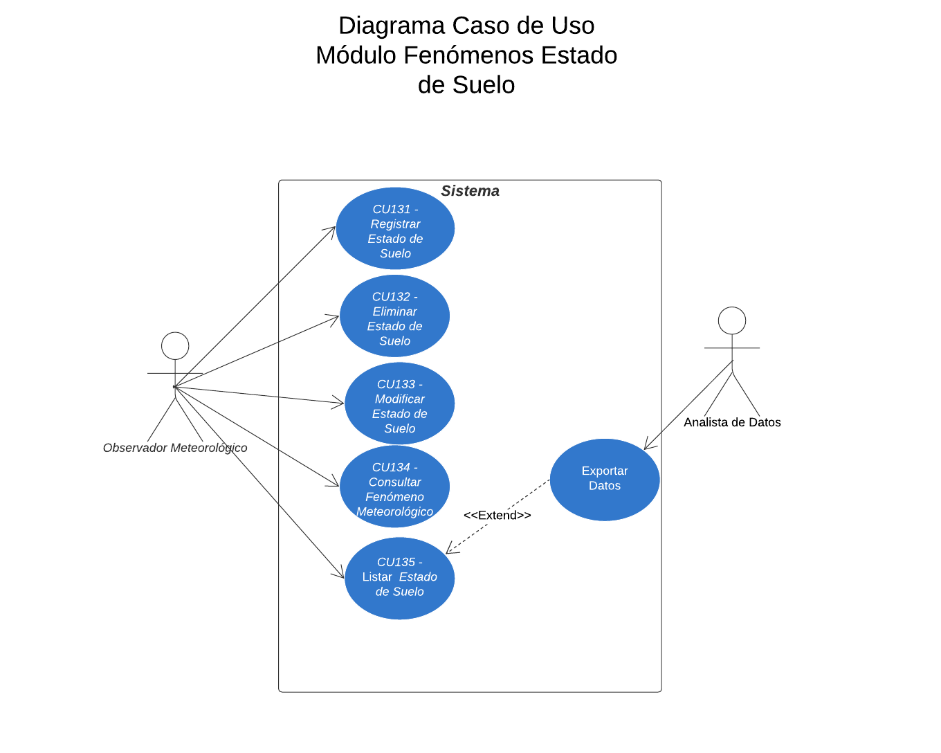 Diagrama Caso de Uso
Módulo Fenómenos Estado
de Suelo
Sistema
CU131 -
Registrar
Estado de
Suelo
CU132 -
Eliminar
Estado de
Suelo
CU133 -
Modificar
Estado de
Suelo
CU134 -
Consultar
Fenómeno
Meteorológico
CU135 -
Listar Estado
de Suelo
Observador Meteorológico
Analista de Datos
Exportar
Datos
<<Extend>>